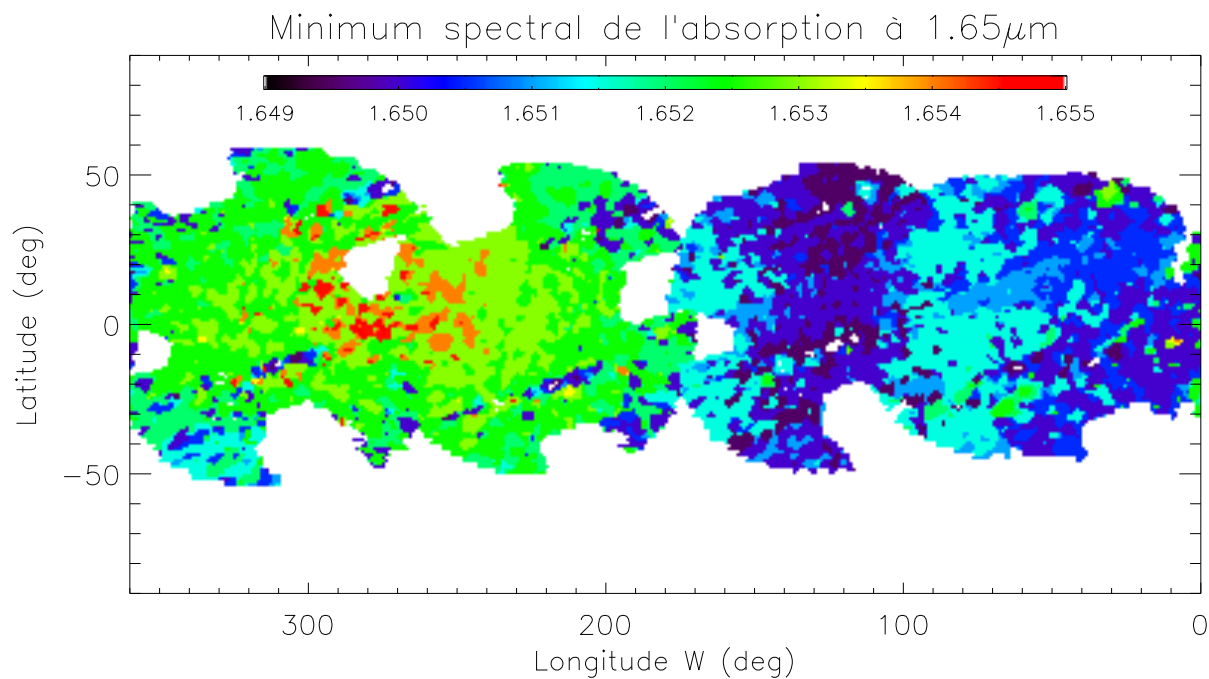 Minimum spectral de l'absorption à 1.65μm
1.649 1.650 1.651 1.652 1.653 1.654 1.655
50
0
−50
Latitude (deg)
300 200 100 0
Longitude W (deg)